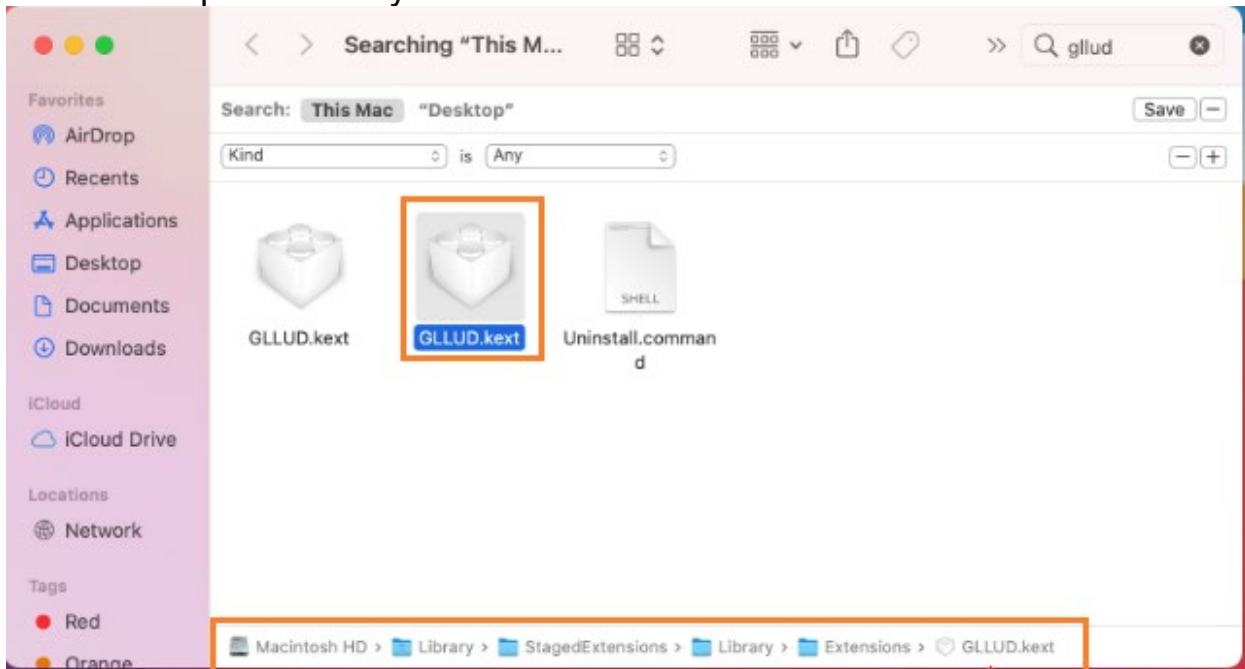 Searching “This M...
gllud
Favorites
AirDrop
Recents
Applications
Desktop
Documents
Downloads
iCloud
iCloud Drive
Locations
Network
Tags
Red
Orange
Search: This Mac “Desktop”
Save
Kind is Any
SHELL
GLLUD.kext
GLLUD.kext
Uninstall.comman
d
Macintosh HD > Library > StagedExtensions > Library > Extensions > GLLUD.kext